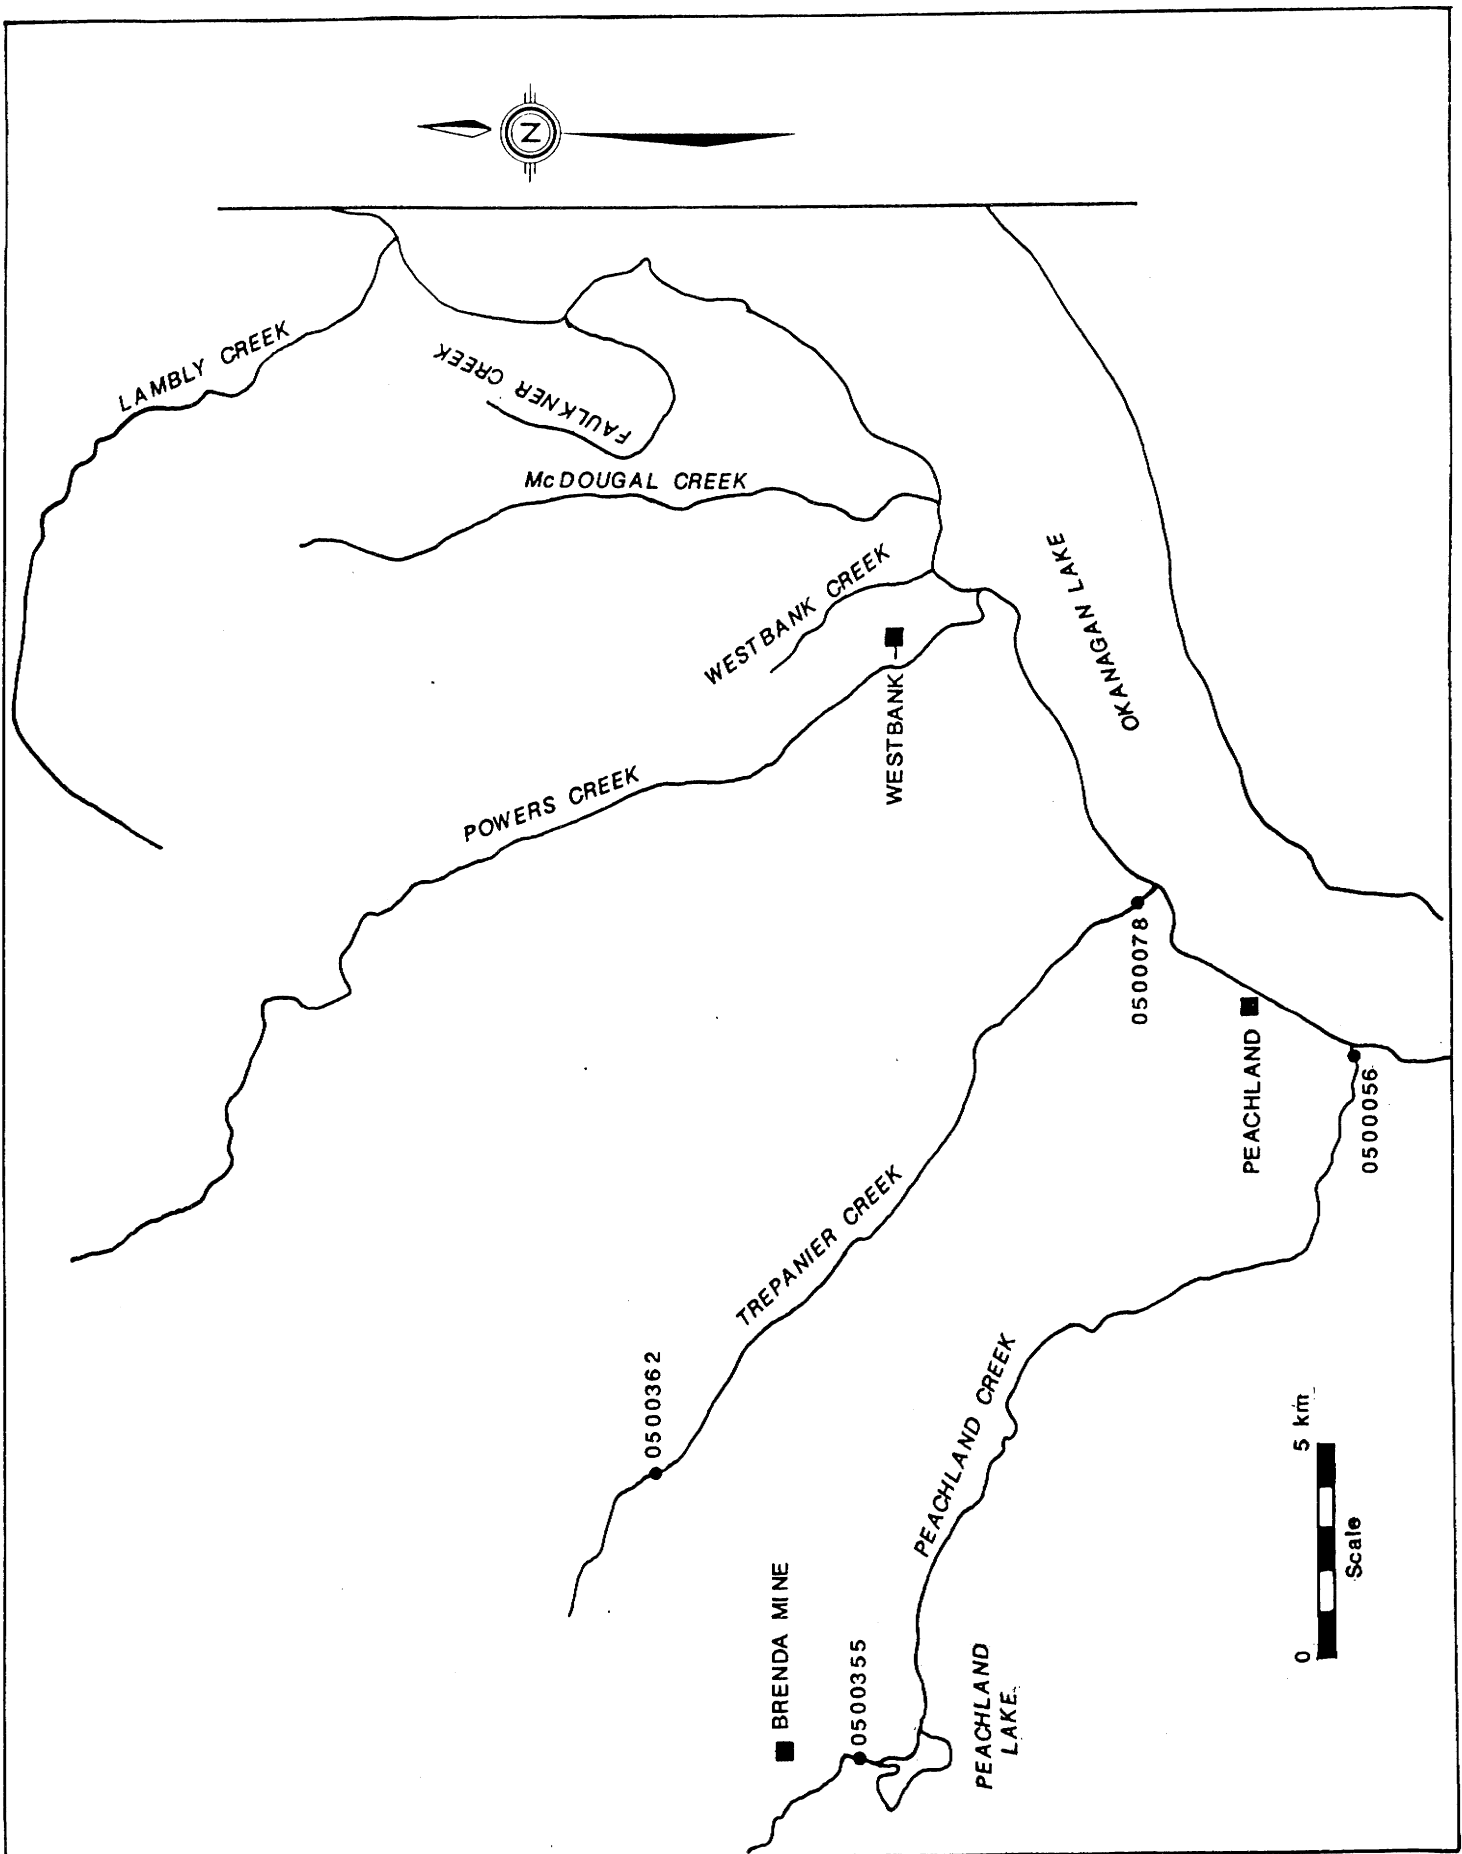 N
LAMBLY CREEK
FAULKNER CREEK
McDOUGAL CREEK
WESTBANK CREEK
WESTBANK
POWERS CREEK
OKANAGAN LAKE
0500078
PEACHLAND
0500056
TREPANIER CREEK
0500362
PEACHLAND CREEK
BRENDA MINE
0500355
PEACHLAND
LAKE
0 5 km
Scale